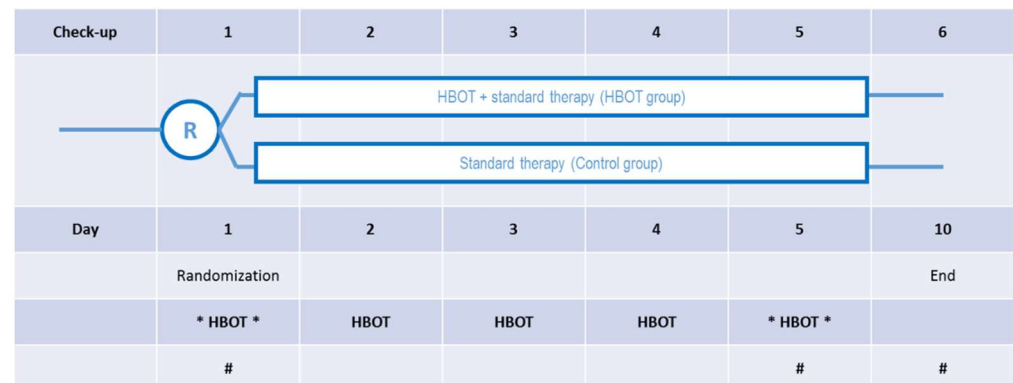 Check-up 1 2 3 4 5 6
HBOT + standard therapy (HBOT group)
R
Standard therapy (Control group)
Day 1 2 3 4 5 10
Randomization End
* HBOT * HBOT HBOT HBOT * HBOT *
# # #